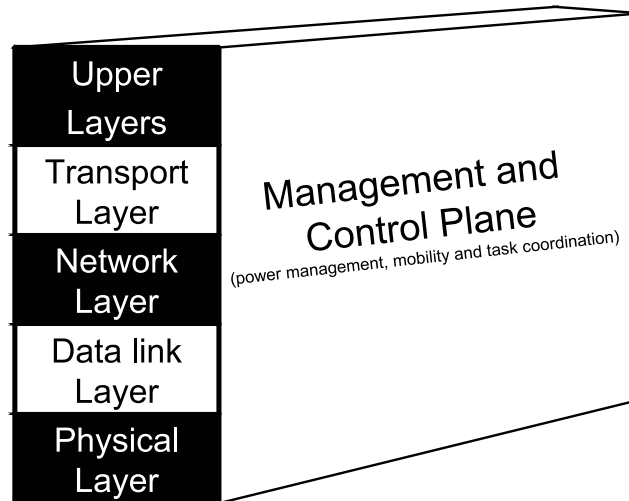 Upper
Layers
Transport
Layer
Network
Layer
Data link
Layer
Physical
Layer
Management and
Control Plane
(power management, mobility and task coordination)